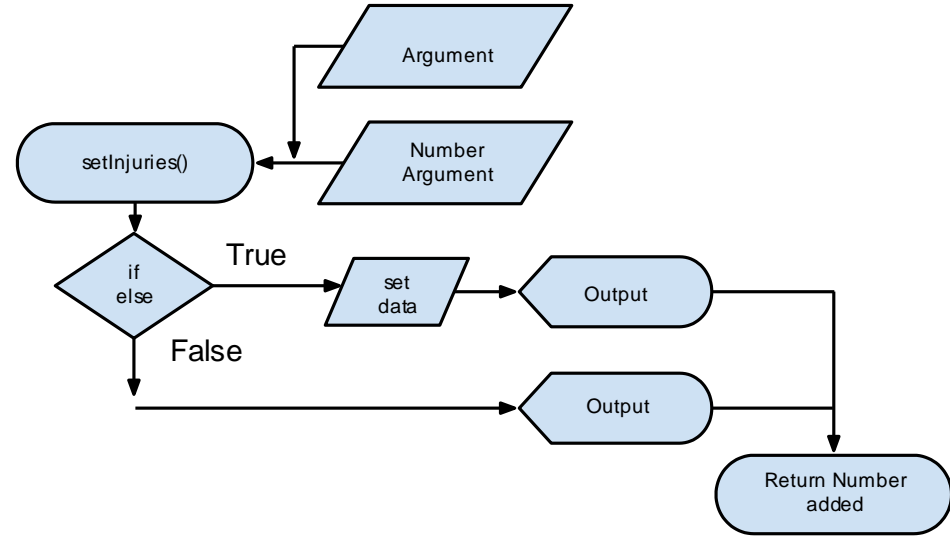 Argument
setInjuries()
Number
Argument
True
if
else
set
data
Output
False
Output
Return Number
added